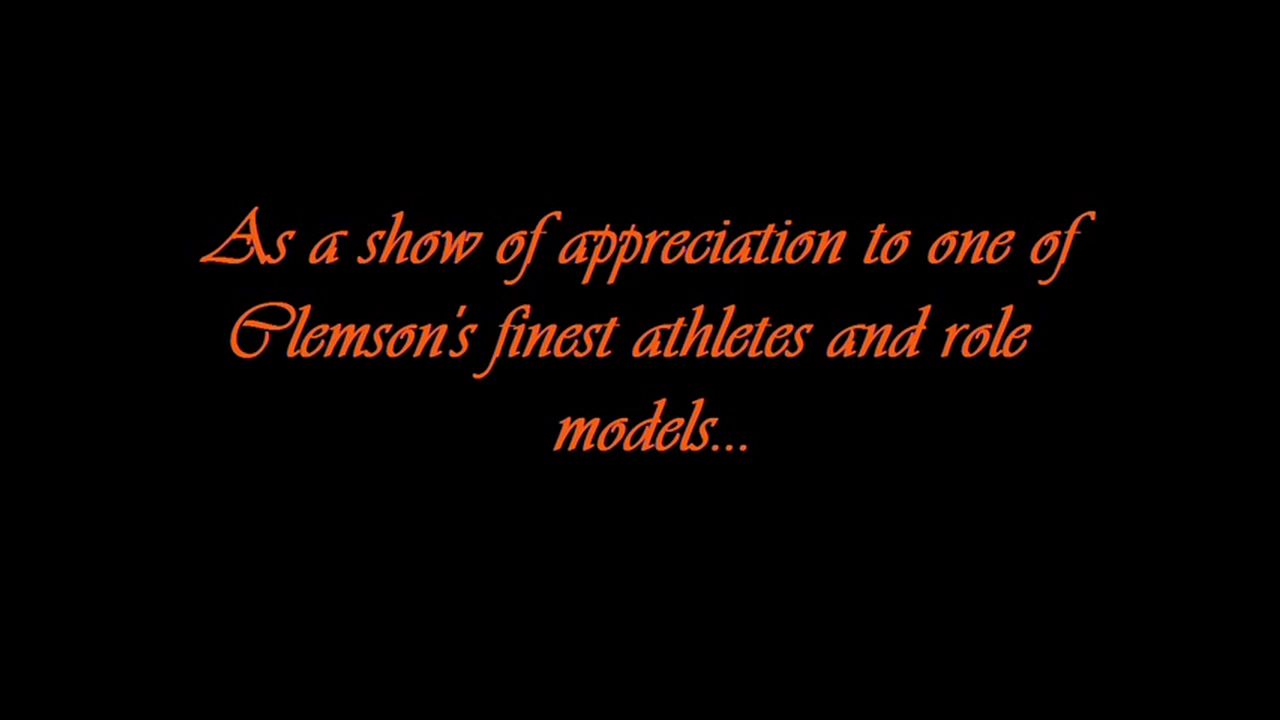 As a show of appreciation to one of
Clemson's finest athletes and role
models...